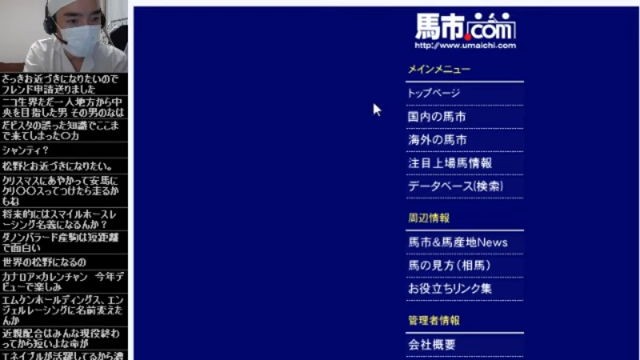 さっきお近づきになりたいので
フレンド申請送りました
ニコ生界ただ一人地方から中
央を目指した男 その男のなは
だビスタの誤った知識でここま
で来てしまった〇カ
シャンティ？
松野とお近づきになりたい。
クリスマスにあやかって安馬に
クリ〇〇スってつけたら走るか
もね
将来的にはスマイルホースレ
ーシング名義になるんか？
ダノンバラード産駒は短距離
で面白い
世界の松野になるの
カナロア×カレンチャン　今年デ
ビューで楽しみ
エムケンホールディングス、エン
ジェルレーシングに名前変えた
んか
近親配合はみんな現役終わ
ってから短いよな命が
エネイブルが活躍してるから濃
馬市.com
http://www.umaichi.com
メインメニュー
トップページ
国内の馬市
海外の馬市
注目上場馬情報
データベース(検索)
周辺情報
馬市&馬産地News
馬の見方(相馬)
お役立ちリンク集
管理者情報
会社概要